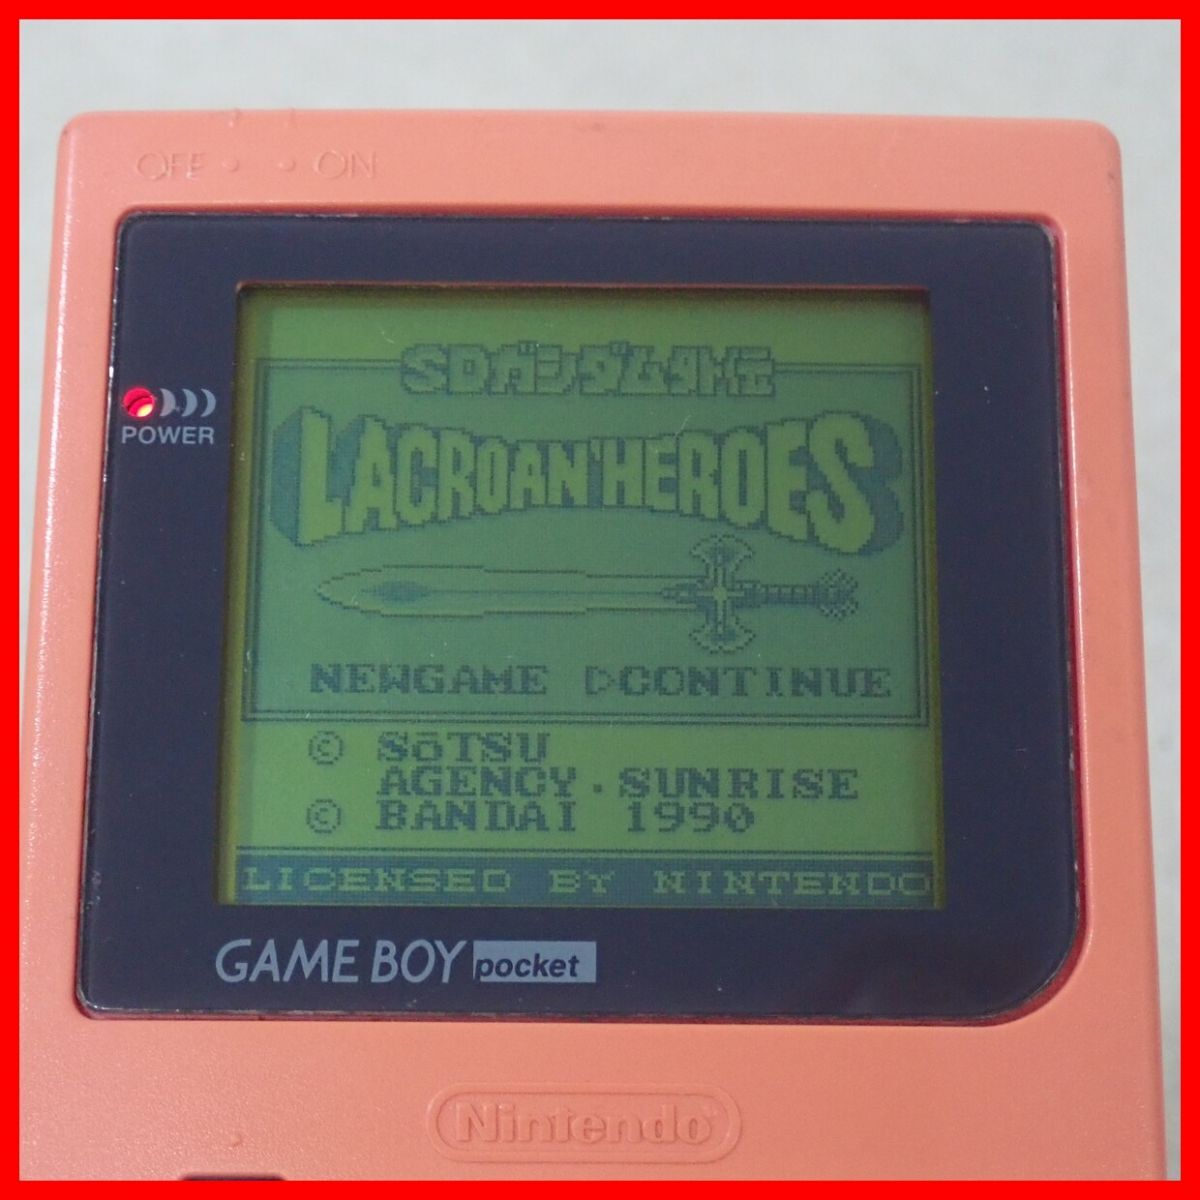 OFF ON
POWER
SDガンダム外伝
LACROAN'HEROES
NEWGAME ▷CONTINUE
© SōTSU
AGENCY・SUNRISE
© BANDAI 1990
LICENSED BY NINTENDO
GAME BOY pocket
Nintendo